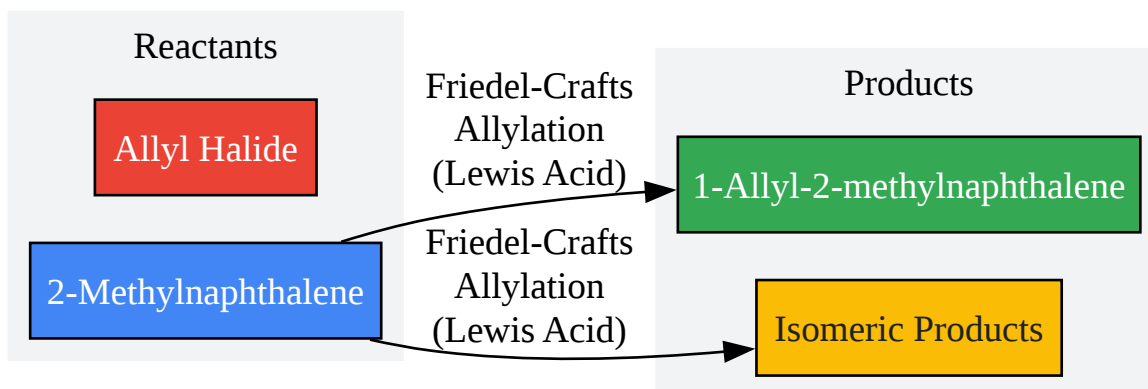 Reactants
Allyl Halide
2-Methylnaphthalene
Friedel-Crafts
Allylation
(Lewis Acid)
Friedel-Crafts
Allylation
(Lewis Acid)
Products
1-Allyl-2-methylnaphthalene
Isomeric Products